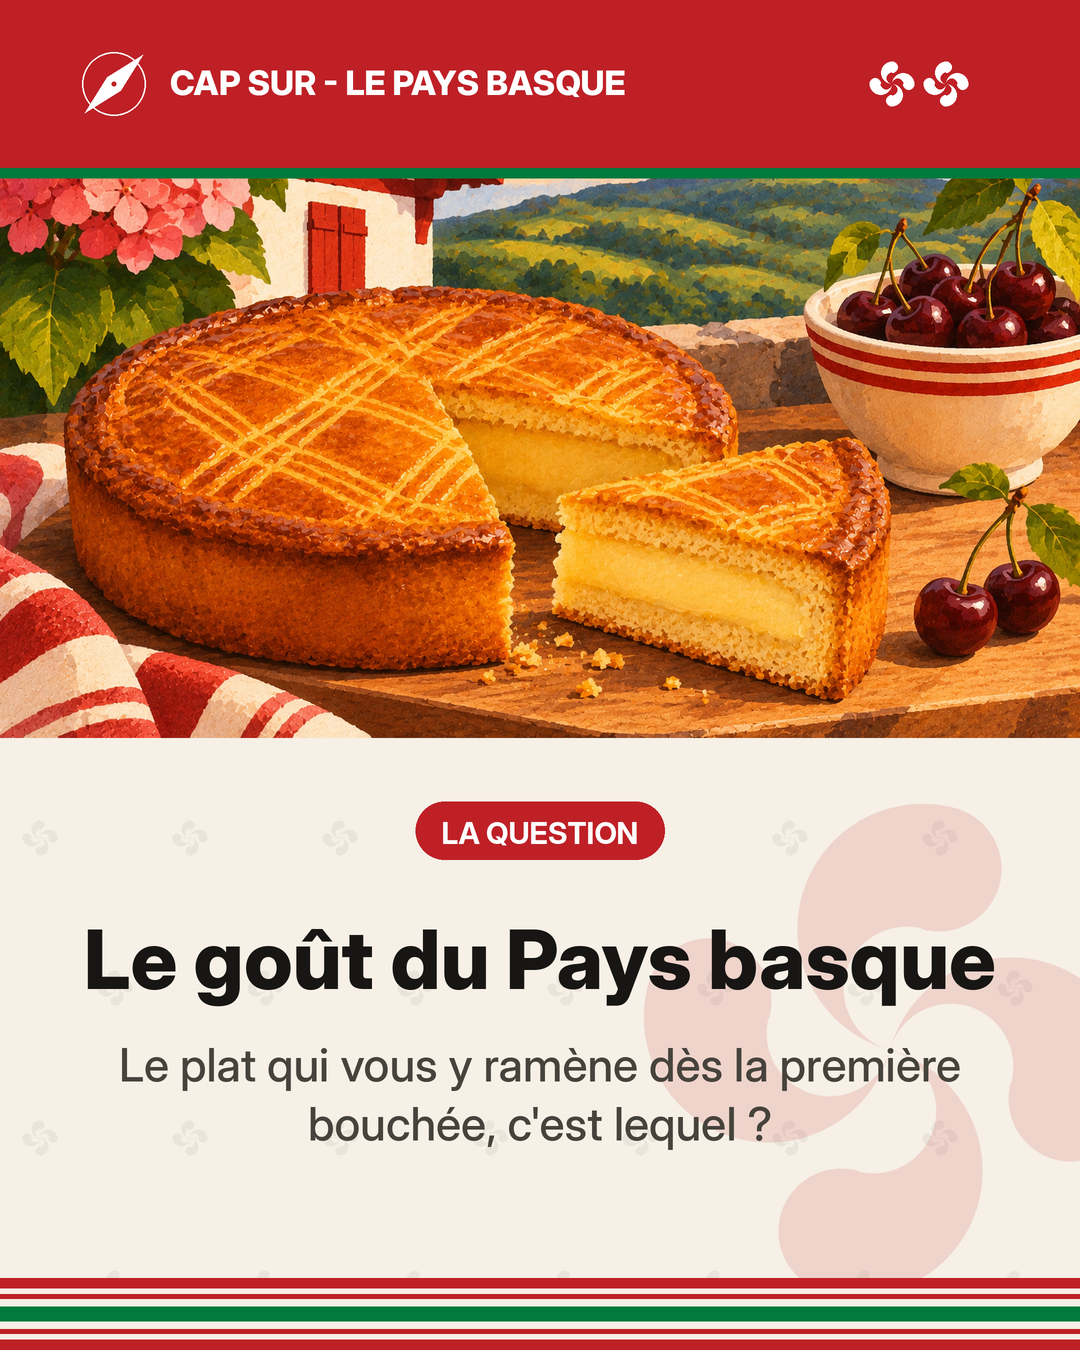 CAP SUR - LE PAYS BASQUE
LA QUESTION
Le goût du Pays basque
Le plat qui vous y ramène dès la première
bouchée, c'est lequel ?